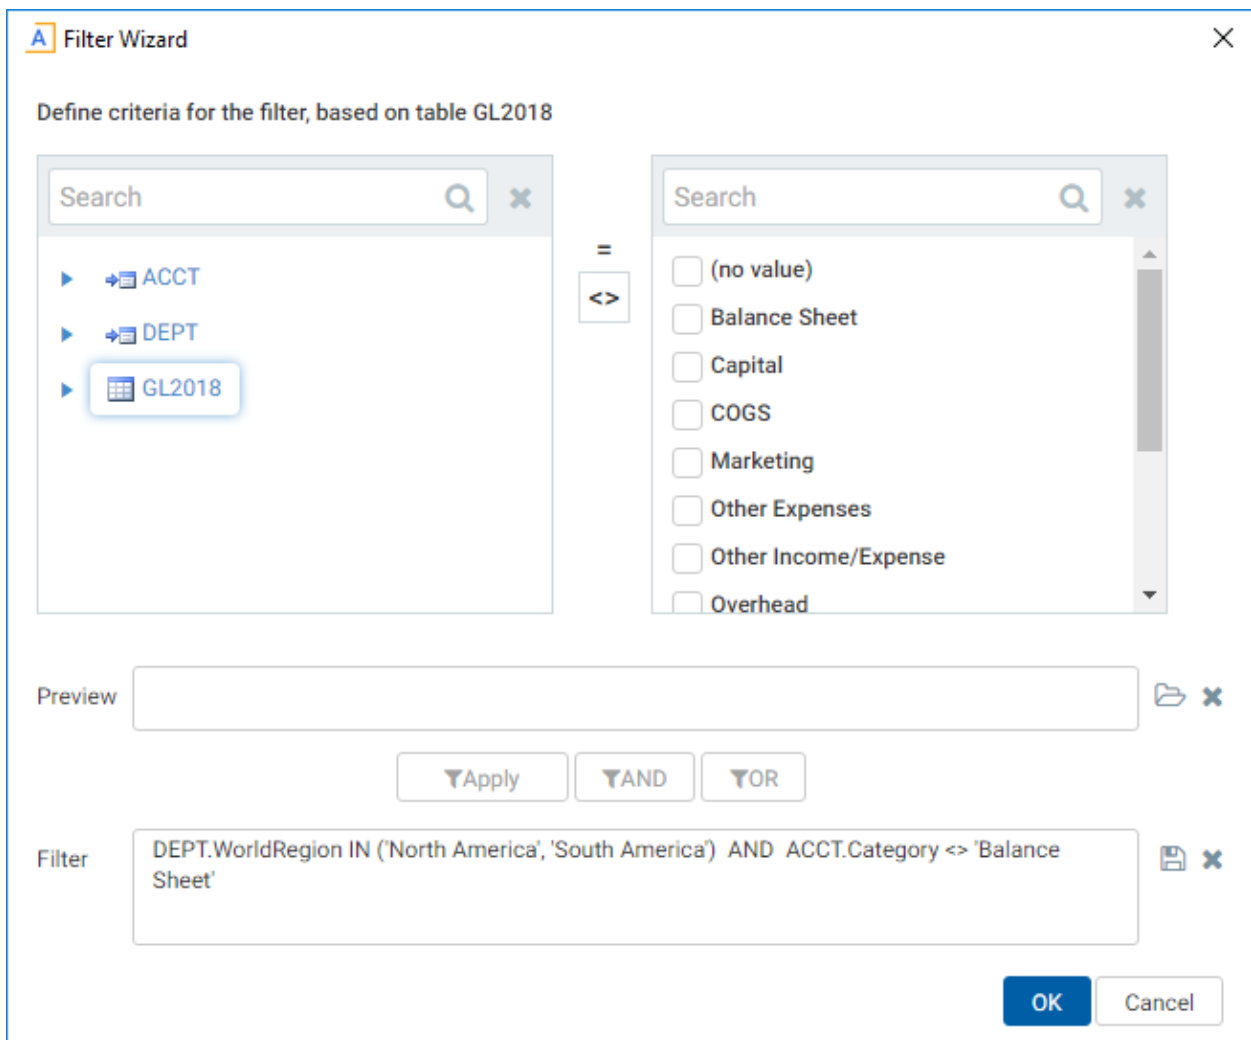 A Filter Wizard
Define criteria for the filter, based on table GL2018
Search
ACCT
DEPT
GL2018
=
<>
Search
(no value)
Balance Sheet
Capital
COGS
Marketing
Other Expenses
Other Income/Expense
Overhead
Preview
Apply AND OR
Filter
DEPT.WorldRegion IN ('North America', 'South America')  AND  ACCT.Category <> 'Balance
Sheet'
OK Cancel